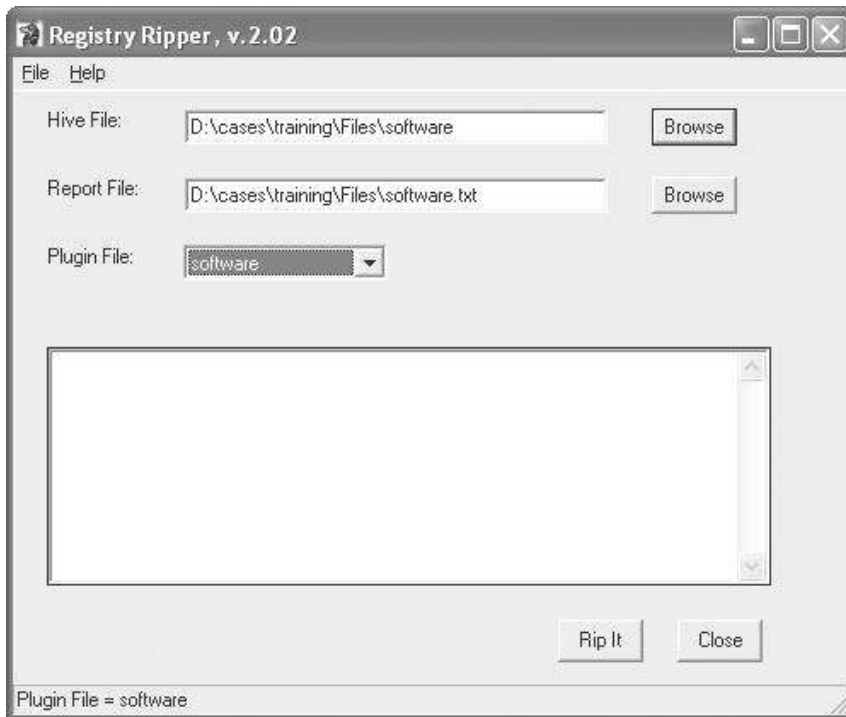 Registry Ripper, v.2.02
File Help
Hive File: D:\cases\training\Files\software Browse
Report File: D:\cases\training\Files\software.txt Browse
Plugin File: software
Rip It Close
Plugin File = software